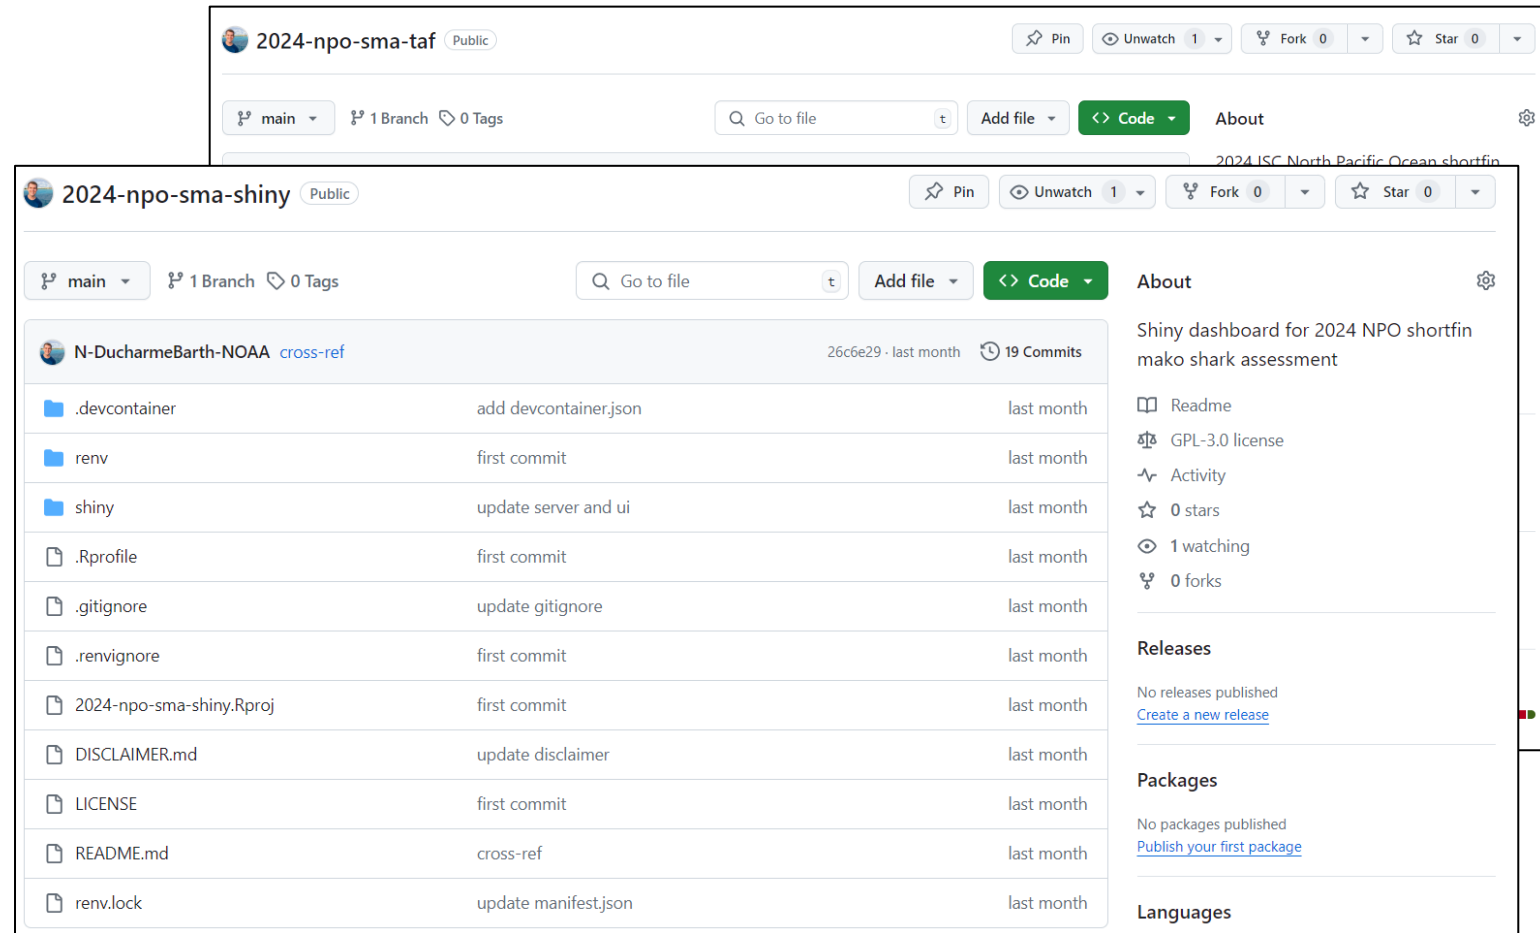 2024-npo-sma-taf Public Pin Unwatch 1 Fork 0 Star 0
main 1 Branch 0 Tags Go to file t Add file Code About
2024 ISC North Pacific Ocean shortfin
2024-npo-sma-shiny Public Pin Unwatch 1 Fork 0 Star 0
main 1 Branch 0 Tags Go to file t Add file Code
N-DucharmeBarth-NOAA cross-ref 26c6e29 · last month 19 Commits
.devcontainer add devcontainer.json last month
renv first commit last month
shiny update server and ui last month
.Rprofile first commit last month
.gitignore update gitignore last month
.renvignore first commit last month
2024-npo-sma-shiny.Rproj first commit last month
DISCLAIMER.md update disclaimer last month
LICENSE first commit last month
README.md cross-ref last month
renv.lock update manifest.json last month
About
Shiny dashboard for 2024 NPO shortfin
mako shark assessment
Readme
GPL-3.0 license
Activity
0 stars
1 watching
0 forks
Releases
No releases published
Create a new release
Packages
No packages published
Publish your first package
Languages